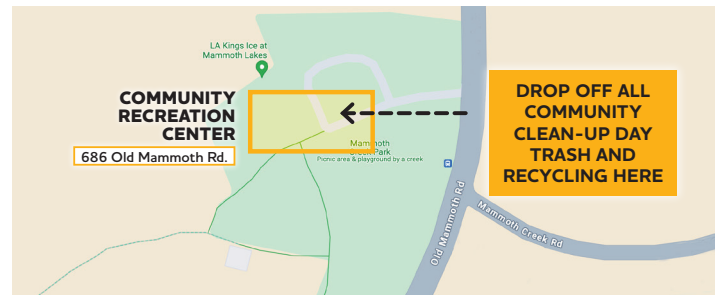 LA Kings Ice at
Mammoth Lakes
COMMUNITY
RECREATION
CENTER
686 Old Mammoth Rd.
DROP OFF ALL
COMMUNITY
CLEAN-UP DAY
TRASH AND
RECYCLING HERE
Mammoth
Creek Park
Picnic area & playground by a creek
Old Mammoth Rd
Mammoth Creek Rd